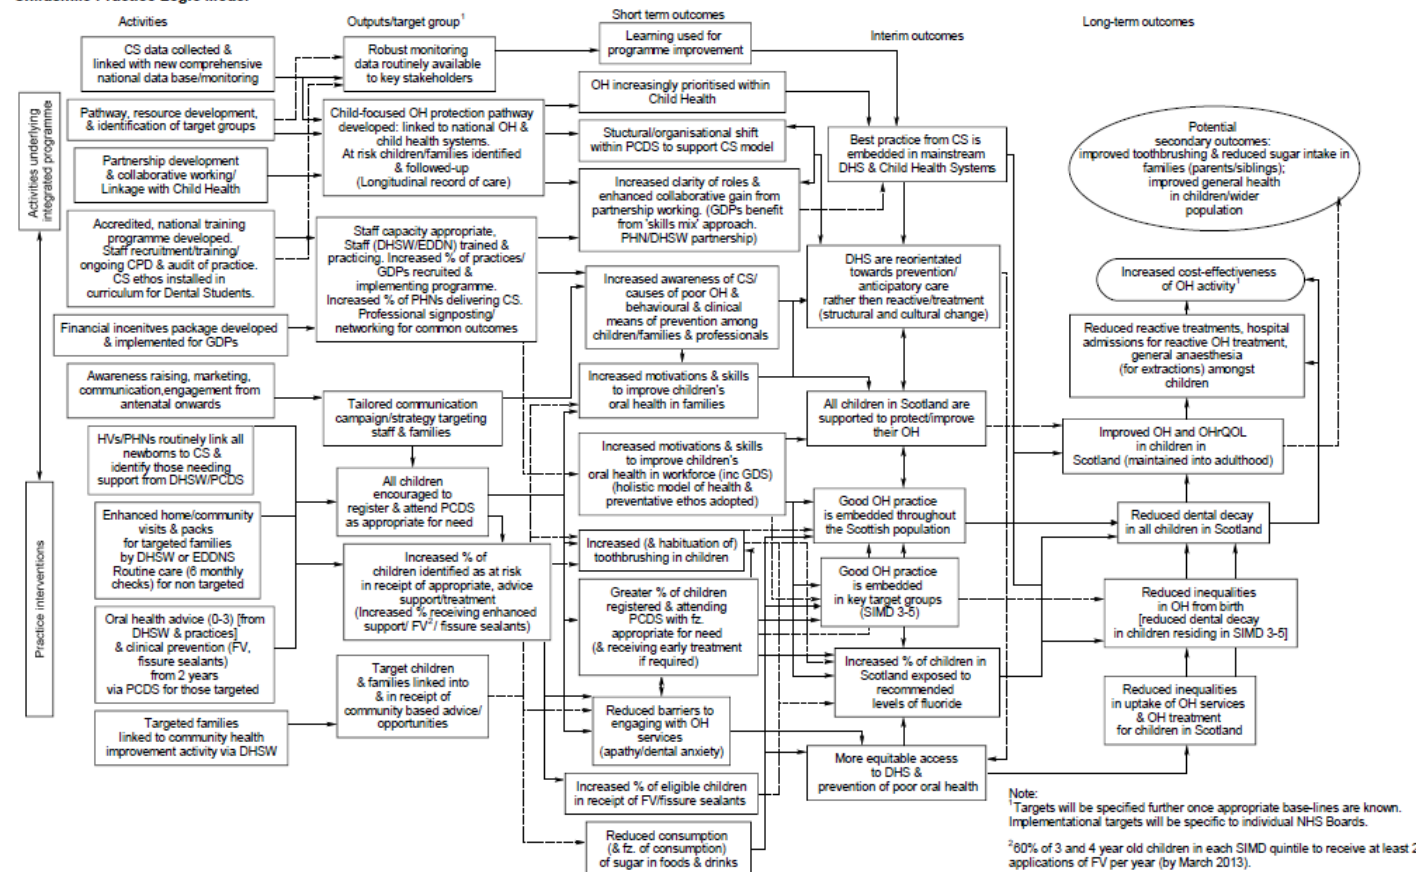 Activities
Outputs/target group1
Short term outcomes
Interim outcomes
Long-term outcomes
Activities underlying
integrated programme
Practice interventions
CS data collected &
linked with new comprehensive
national data base/monitoring
Pathway, resource development,
& identification of target groups
Partnership development
& collaborative working/
Linkage with Child Health
Accredited, national training
programme developed.
Staff recruitment/training/
ongoing CPD & audit of practice.
CS ethos installed in
curriculum for Dental Students.
Financial incenitves package developed
& implemented for GDPs
Awareness raising, marketing,
communication,engagement from
antenatal onwards
HVs/PHNs routinely link all
newborns to CS &
identify those needing
support from DHSW/PCDS
Enhanced home/community
visits & packs
for targeted families
by DHSW or EDDNS
Routine care (6 monthly
checks) for non targeted
Oral health advice (0-3) [from
DHSW & practices]
& clinical prevention (FV,
fissure sealants)
from 2 years
via PCDS for those targeted
Targeted families
linked to community health
improvement activity via DHSW
Robust monitoring
data routinely available
to key stakeholders
Child-focused OH protection pathway
developed: linked to national OH &
child health systems.
At risk children/families identified
& followed-up
(Longitudinal record of care)
Staff capacity appropriate,
Staff (DHSW/EDDN) trained &
practicing. Increased % of practices/
GDPs recruited &
implementing programme.
Increased % of PHNs delivering CS.
Professional signposting/
networking for common outcomes
Tailored communication
campaign/strategy targeting
staff & families
All children
encouraged to
register & attend PCDS
as appropriate for need
Increased % of
children identified as at risk
in receipt of appropriate, advice
support/treatment
(Increased % receiving enhanced
support/ FV2/ fissure sealants)
Target children
& families linked into
& in receipt of
community based advice/
opportunities
Learning used for
programme improvement
OH increasingly prioritised within
Child Health
Stuctural/organisational shift
within PCDS to support CS model
Increased clarity of roles &
enhanced collaborative gain from
partnership working. (GDPs benefit
from 'skills mix' approach.
PHN/DHSW partnership)
Increased awareness of CS/
causes of poor OH &
behavioural & clinical
means of prevention among
children/families & professionals
Increased motivations & skills
to improve children's
oral health in families
Increased motivations & skills
to improve children's
oral health in workforce (inc GDS)
(holistic model of health &
preventative ethos adopted)
Increased (& habituation of)
toothbrushing in children
Greater % of children
registered & attending
PCDS with fz.
appropriate for need
(& receiving early treatment
if required)
Reduced barriers to
engaging with OH
services
(apathy/dental anxiety)
Increased % of eligible children
in receipt of FV/fissure sealants
Reduced consumption
(& fz. of consumption)
of sugar in foods & drinks
Best practice from CS is
embedded in mainstream
DHS & Child Health Systems
DHS are reorientated
towards prevention/
anticipatory care
rather then reactive/treatment
(structural and cultural change)
All children in Scotland are
supported to protect/improve
their OH
Good OH practice
is embedded throughout
the Scottish population
Good OH practice
is embedded
in key target groups
(SIMD 3-5)
Increased % of children in
Scotland exposed to
recommended
levels of fluoride
More equitable access
to DHS &
prevention of poor oral health
Potential
secondary outcomes:
improved toothbrushing & reduced sugar intake in
families (parents/siblings);
improved general health
in children/wider
population
Increased cost-effectiveness
of OH activity1
Reduced reactive treatments, hospital
admissions for reactive OH treatment,
general anaesthesia
(for extractions) amongst
children
Improved OH and OHrQOL
in children in
Scotland (maintained into adulthood)
Reduced dental decay
in all children in Scotland
Reduced inequalities
in OH from birth
[reduced dental decay
in children residing in SIMD 3-5]
Reduced inequalities
in uptake of OH services
& OH treatment
for children in Scotland
Note:
1Targets will be specified further once appropriate base-lines are known.
Implementational targets will be specific to individual NHS Boards.
260% of 3 and 4 year old children in each SIMD quintile to receive at least 2
applications of FV per year (by March 2013).